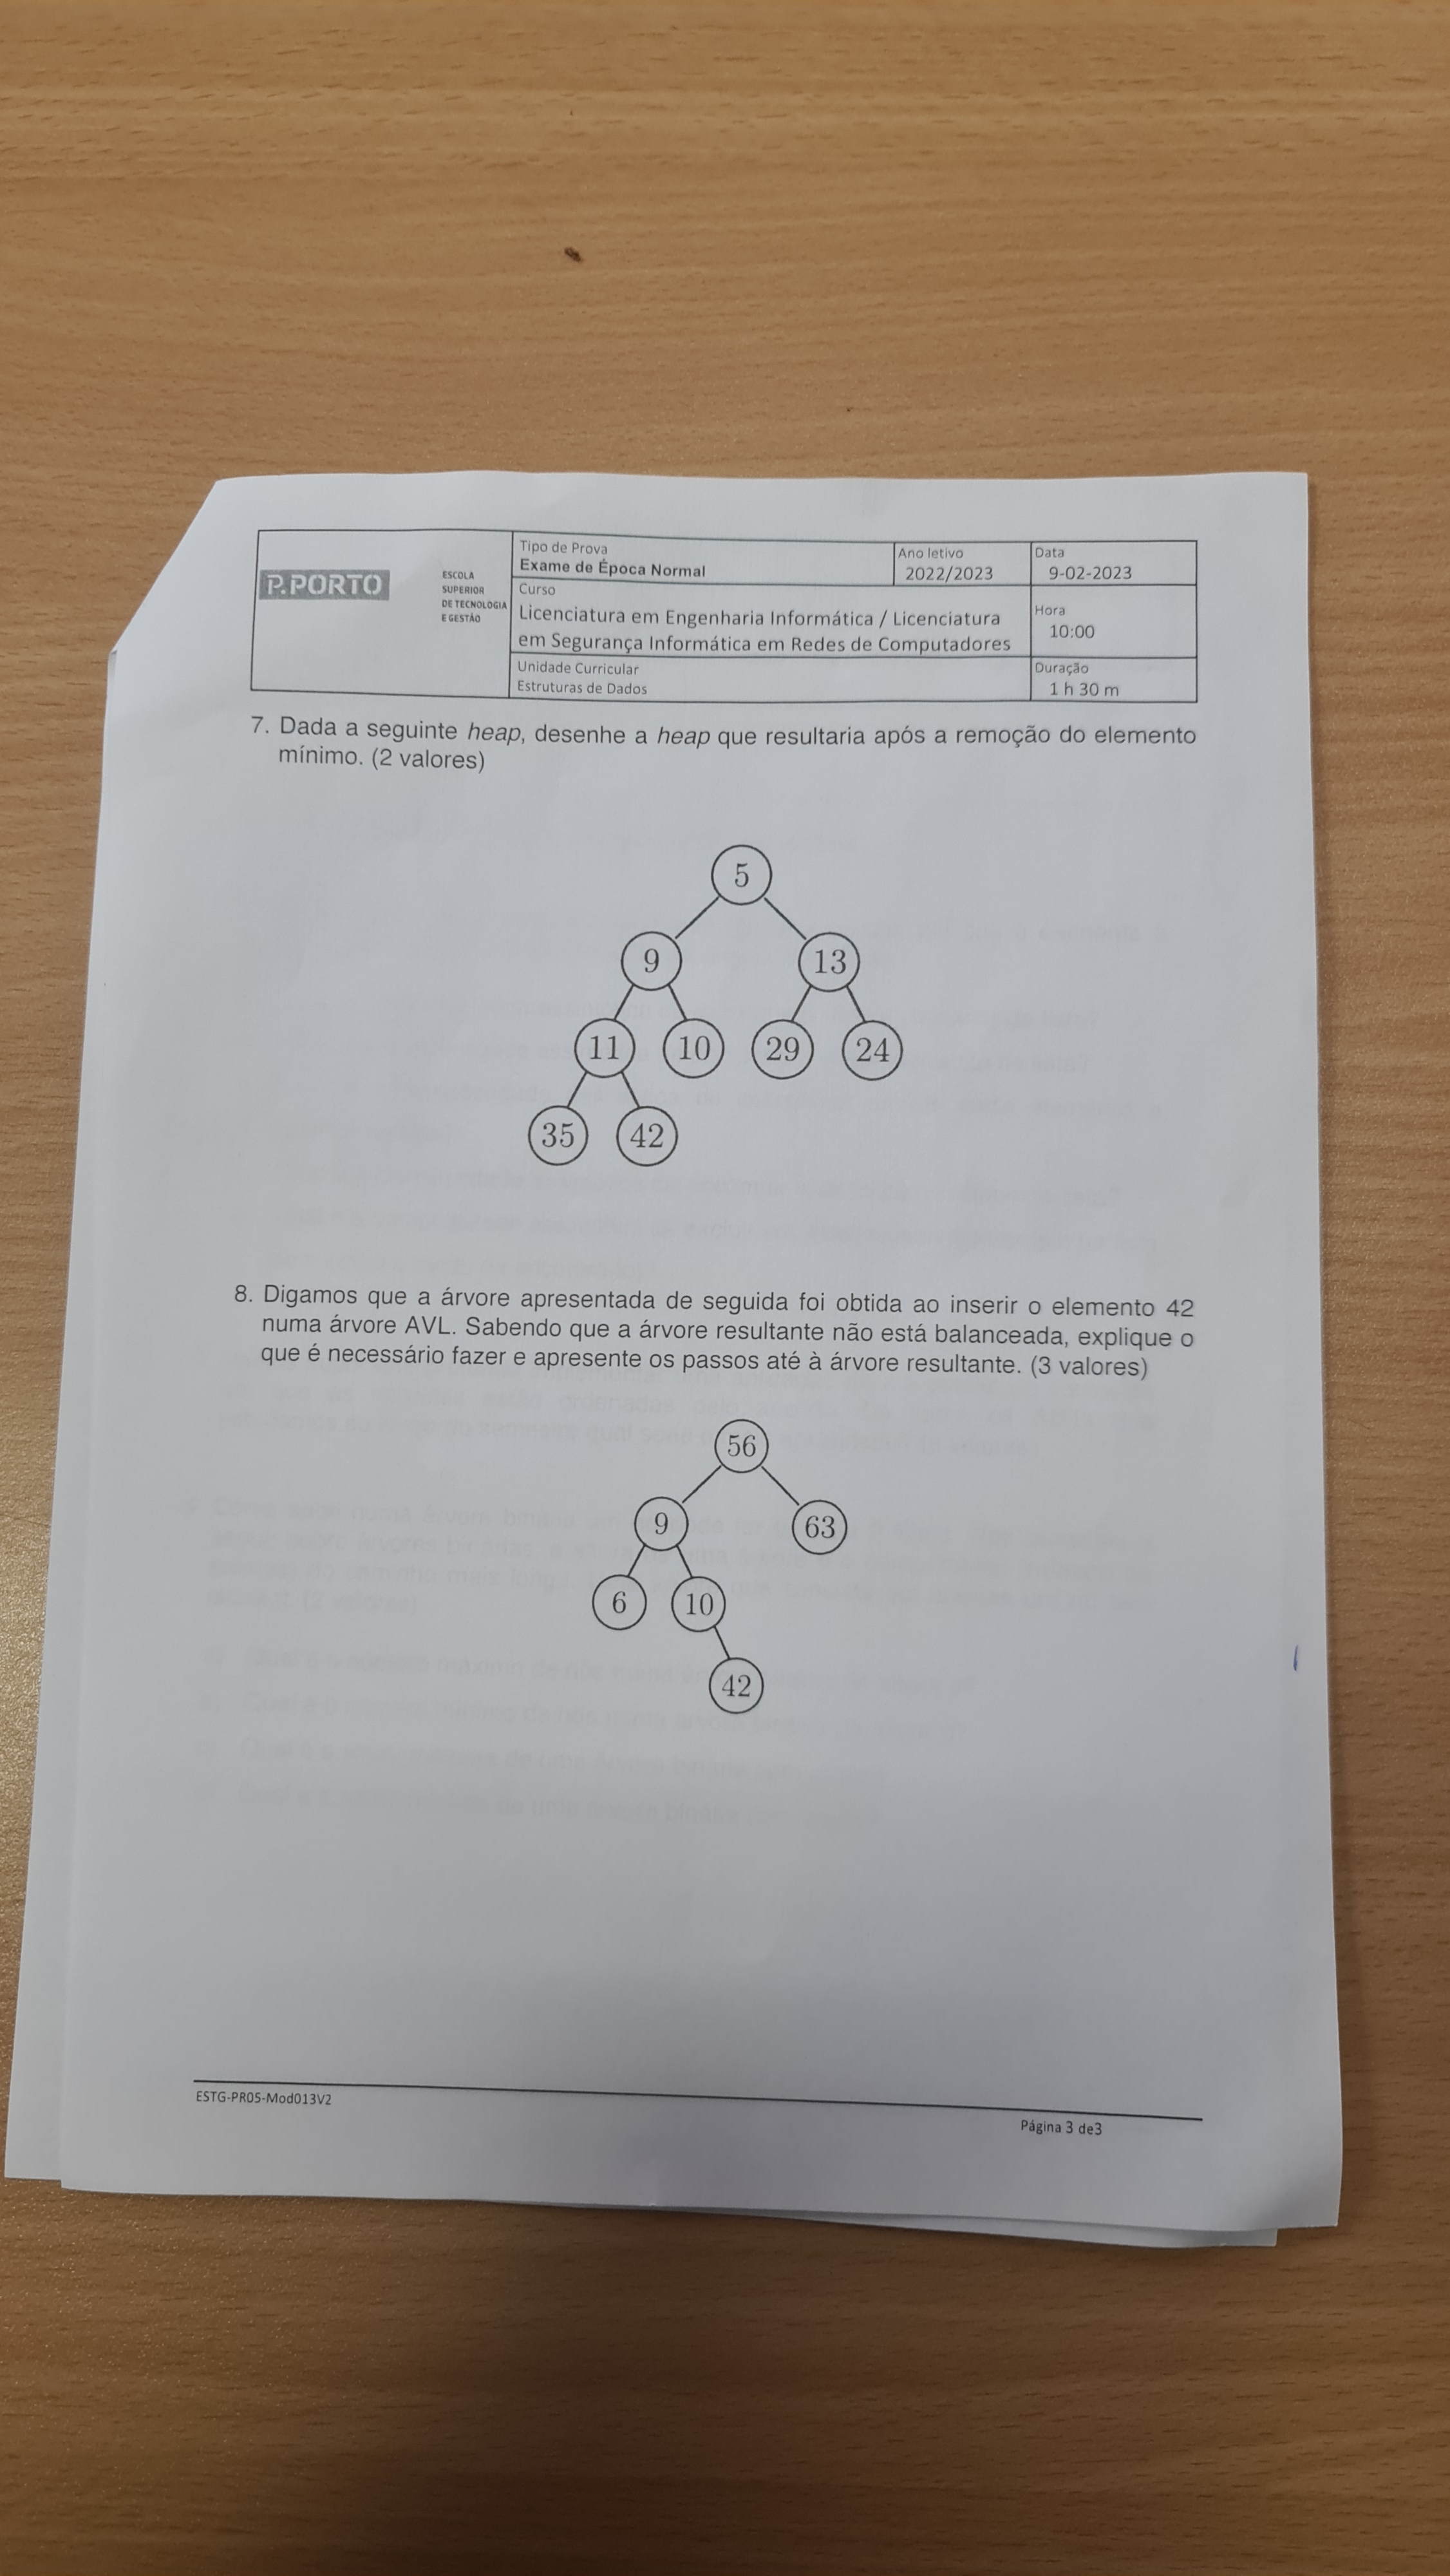 P.PORTO
ESCOLA
SUPERIOR
DE TECNOLOGIA
E GESTÃO
Tipo de Prova
Exame de Época Normal
Ano letivo
2022/2023
Data
9-02-2023
Curso
Licenciatura em Engenharia Informática / Licenciatura
em Segurança Informática em Redes de Computadores
Hora
10:00
Unidade Curricular
Estruturas de Dados
Duração
1 h 30 m
7. Dada a seguinte heap, desenhe a heap que resultaria após a remoção do elemento
mínimo. (2 valores)
5
9 13
11 10 29 24
35 42
8. Digamos que a árvore apresentada de seguida foi obtida ao inserir o elemento 42
numa árvore AVL. Sabendo que a árvore resultante não está balanceada, explique o
que é necessário fazer e apresente os passos até à árvore resultante. (3 valores)
56
9 63
6 10
42
ESTG-PR05-Mod013V2
Página 3 de3